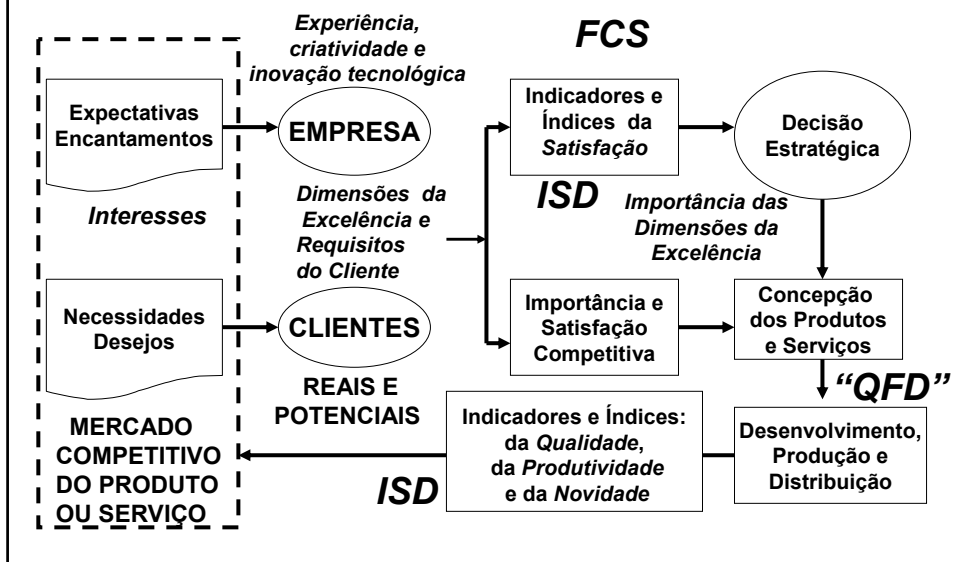 Experiência,
criatividade e
inovação tecnológica
FCS
Expectativas
Encantamentos
EMPRESA
Indicadores e
Índices da
Satisfação
Decisão
Estratégica
Interesses
Dimensões da
Excelência e
Requisitos
do Cliente
ISD
Importância das
Dimensões da
Excelência
Necessidades
Desejos
CLIENTES
Importância e
Satisfação
Competitiva
Concepção
dos Produtos
e Serviços
REAIS E
POTENCIAIS
“QFD”
MERCADO
COMPETITIVO
DO PRODUTO
OU SERVIÇO
ISD
Indicadores e Índices:
da Qualidade,
da Produtividade
e da Novidade
Desenvolvimento,
Produção e
Distribuição